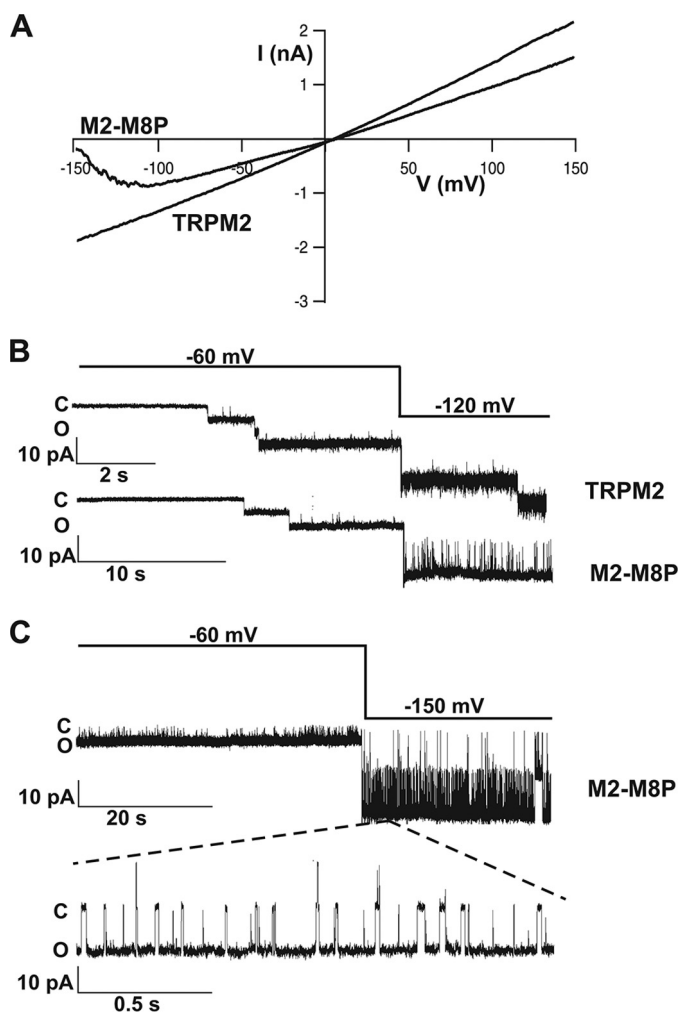 A
I (nA)
2
1
M2-M8P
-150
-100
-50
50
100
150
V (mV)
-1
TRPM2
-2
-3
B
-60 mV
-120 mV
C
O
10 pA
2 s
TRPM2
C
O
10 pA
10 s
M2-M8P
C
-60 mV
-150 mV
C
O
10 pA
20 s
M2-M8P
C
O
10 pA
0.5 s